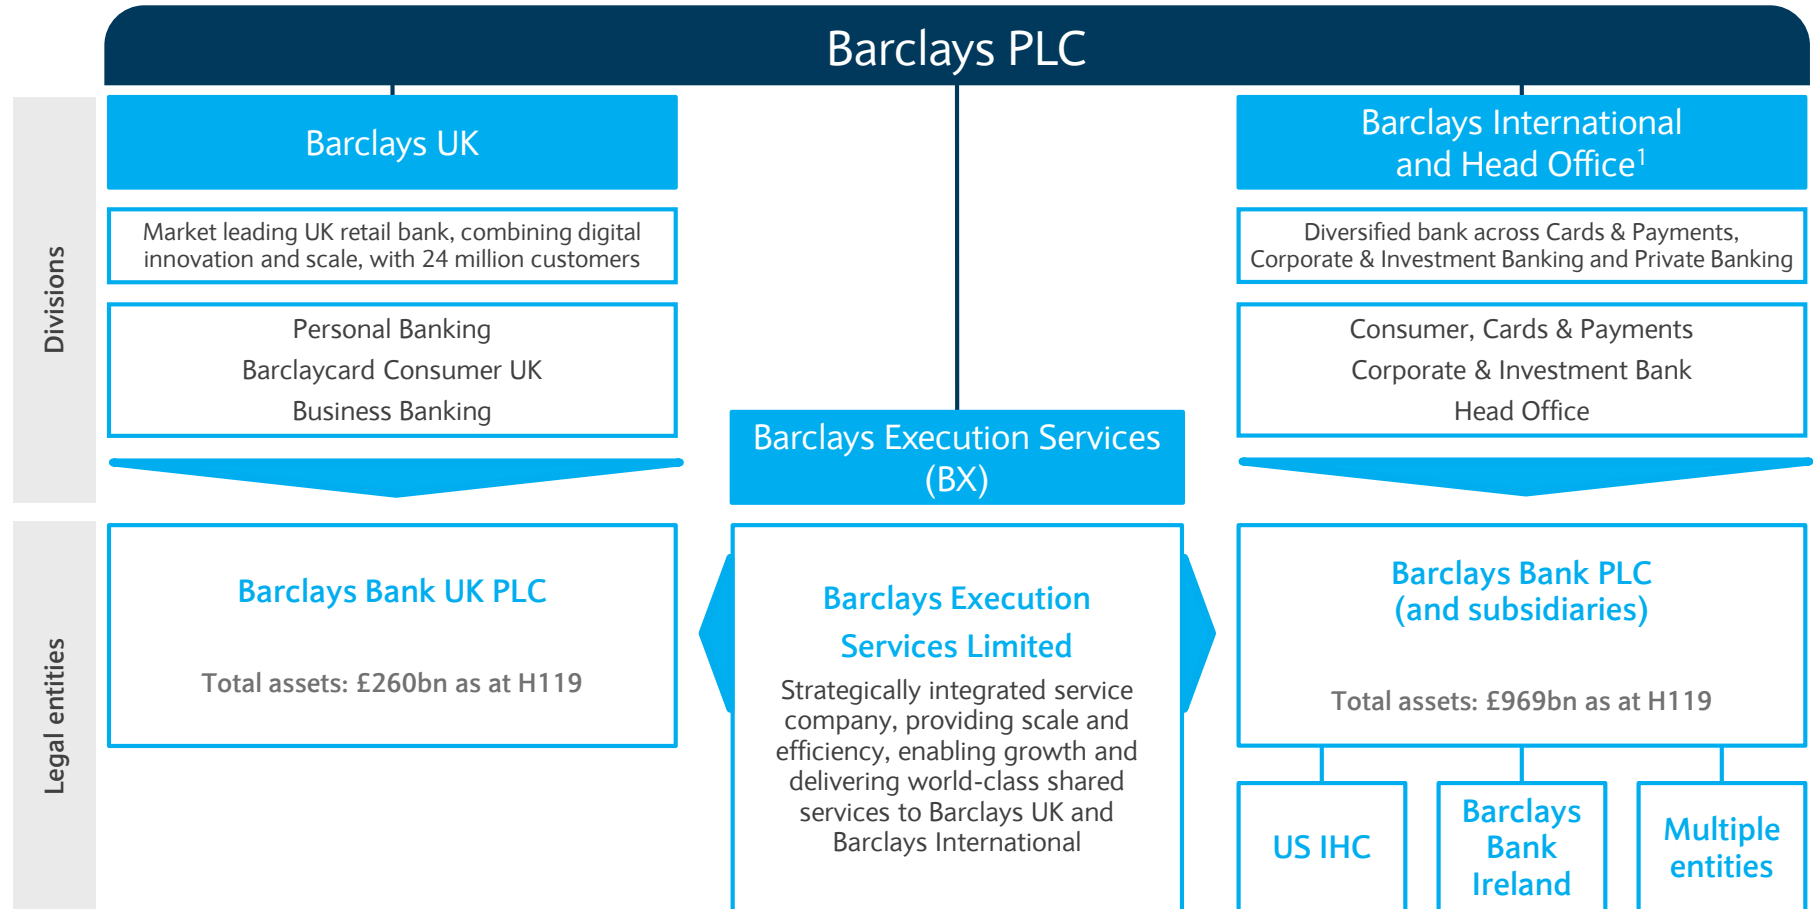 Barclays PLC
Divisions
Barclays UK
Market leading UK retail bank, combining digital
innovation and scale, with 24 million customers
Personal Banking
Barclaycard Consumer UK
Business Banking
Barclays Execution Services
(BX)
Barclays International
and Head Office¹
Diversified bank across Cards & Payments,
Corporate & Investment Banking and Private Banking
Consumer, Cards & Payments
Corporate & Investment Bank
Head Office
Legal entities
Barclays Bank UK PLC
Total assets: £260bn as at H119
Barclays Execution
Services Limited
Strategically integrated service
company, providing scale and
efficiency, enabling growth and
delivering world-class shared
services to Barclays UK and
Barclays International
Barclays Bank PLC
(and subsidiaries)
Total assets: £969bn as at H119
US IHC
Barclays
Bank
Ireland
Multiple
entities